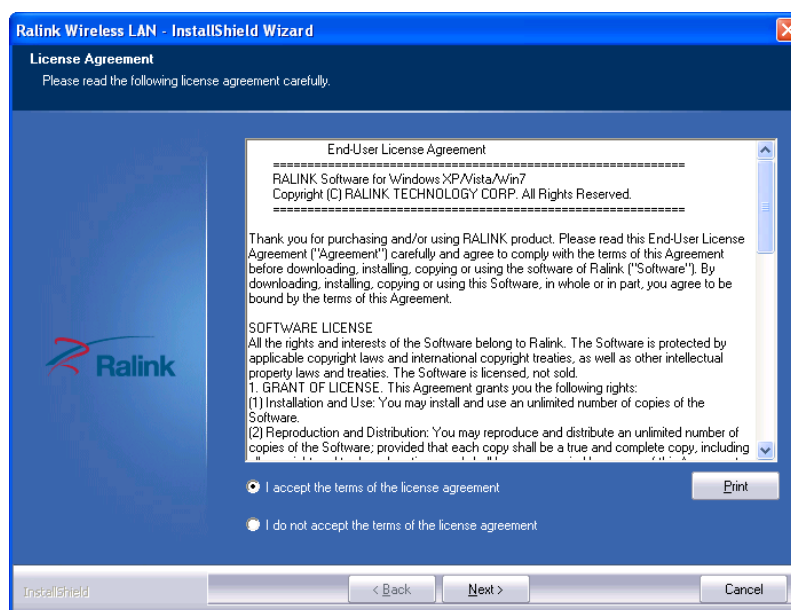 Ralink Wireless LAN - InstallShield Wizard
License Agreement
Please read the following license agreement carefully.
End-User License Agreement
============================================================
RALINK Software for Windows XP/Vista/Win7
Copyright (C) RALINK TECHNOLOGY CORP. All Rights Reserved.
============================================================
Thank you for purchasing and/or using RALINK product. Please read this End-User License
Agreement ("Agreement") carefully and agree to comply with the terms of this Agreement
before downloading, installing, copying or using the software of Ralink ("Software"). By
downloading, installing, copying or using this Software, in whole or in part, you agree to be
bound by the terms of this Agreement.
SOFTWARE LICENSE
All the rights and interests of the Software belong to Ralink. The Software is protected by
applicable copyright laws and international copyright treaties, as well as other intellectual
property laws and treaties. The Software is licensed, not sold.
1. GRANT OF LICENSE. This Agreement grants you the following rights:
(1) Installation and Use: You may install and use an unlimited number of copies of the
Software.
(2) Reproduction and Distribution: You may reproduce and distribute an unlimited number of
copies of the Software; provided that each copy shall be a true and complete copy, including
Ralink
I accept the terms of the license agreement
Print
I do not accept the terms of the license agreement
InstallShield
< Back
Next >
Cancel